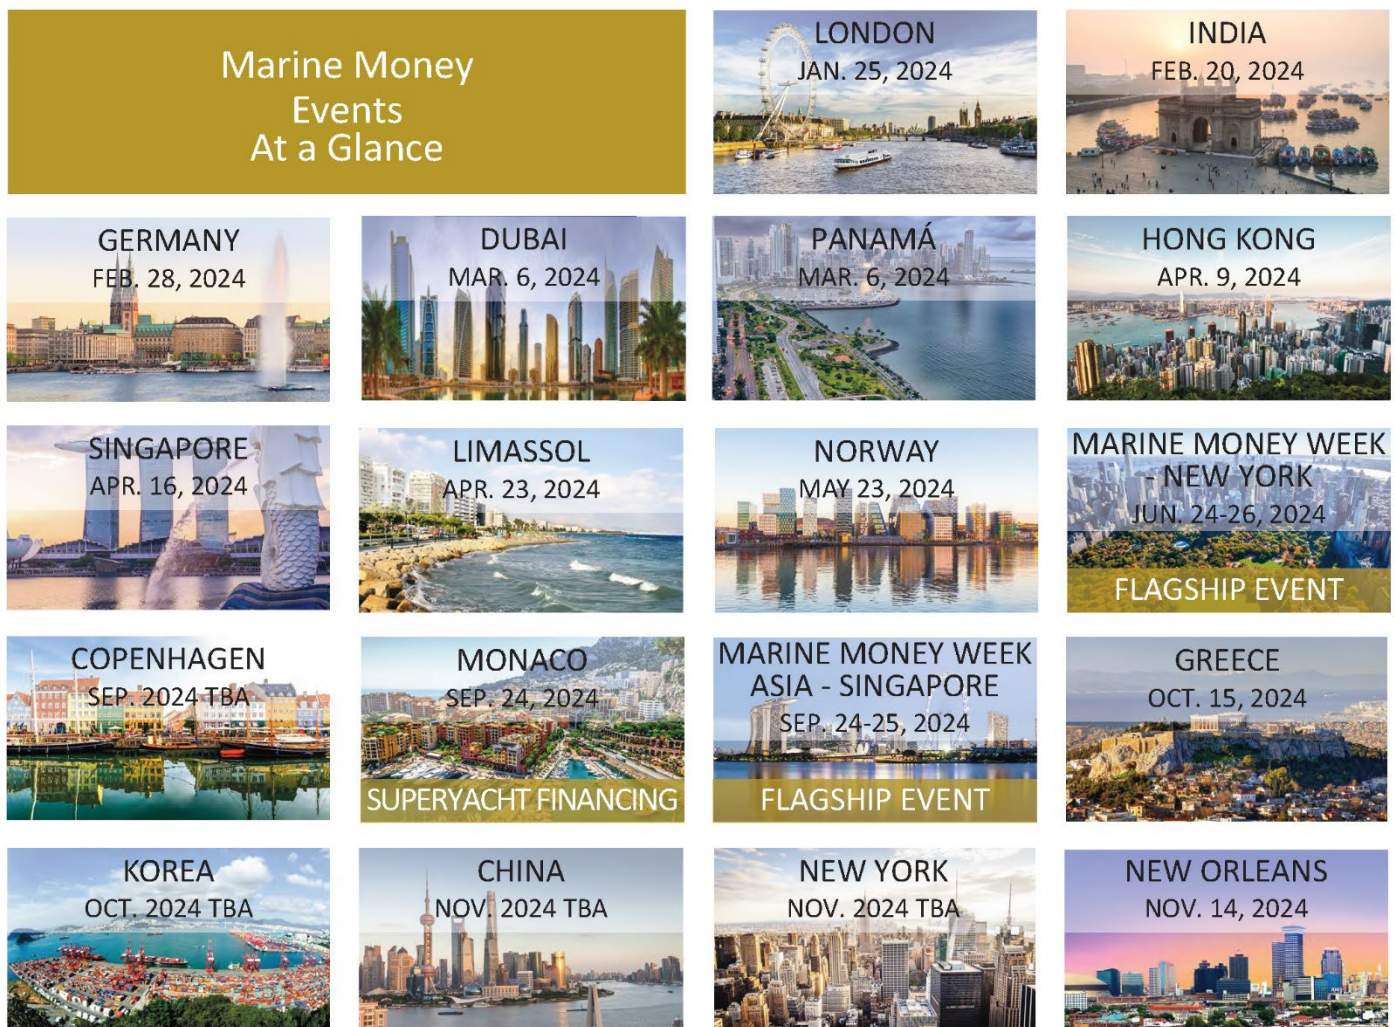 Marine Money
Events
At a Glance
LONDON
JAN. 25, 2024
INDIA
FEB. 20, 2024
GERMANY
FEB. 28, 2024
DUBAI
MAR. 6, 2024
PANAMÁ
MAR. 6, 2024
HONG KONG
APR. 9, 2024
SINGAPORE
APR. 16, 2024
LIMASSOL
APR. 23, 2024
NORWAY
MAY 23, 2024
MARINE MONEY WEEK
- NEW YORK
JUN. 24-26, 2024
FLAGSHIP EVENT
COPENHAGEN
SEP. 2024 TBA
MONACO
SEP. 24, 2024
SUPERYACHT FINANCING
MARINE MONEY WEEK
ASIA - SINGAPORE
SEP. 24-25, 2024
FLAGSHIP EVENT
GREECE
OCT. 15, 2024
KOREA
OCT. 2024 TBA
CHINA
NOV. 2024 TBA
NEW YORK
NOV. 2024 TBA
NEW ORLEANS
NOV. 14, 2024